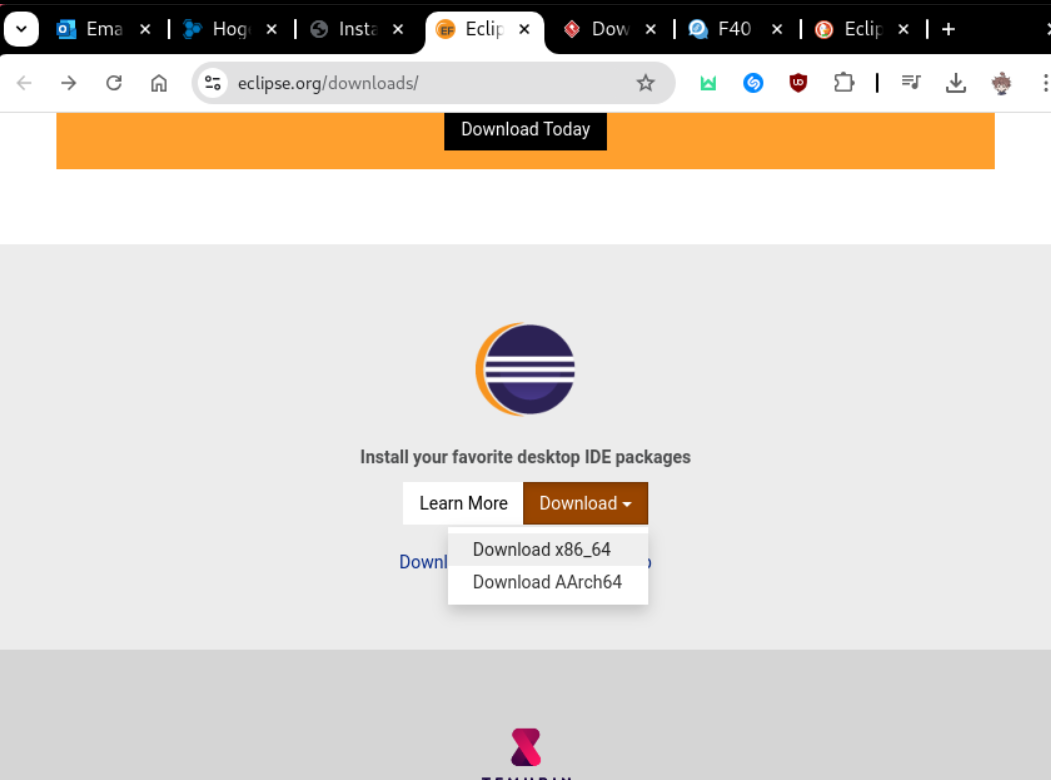 Ema Hog Insta Eclip Dow F40 Eclip
eclipse.org/downloads/
Download Today
Install your favorite desktop IDE packages
Learn More Download
Download x86_64
Downl
Download AArch64